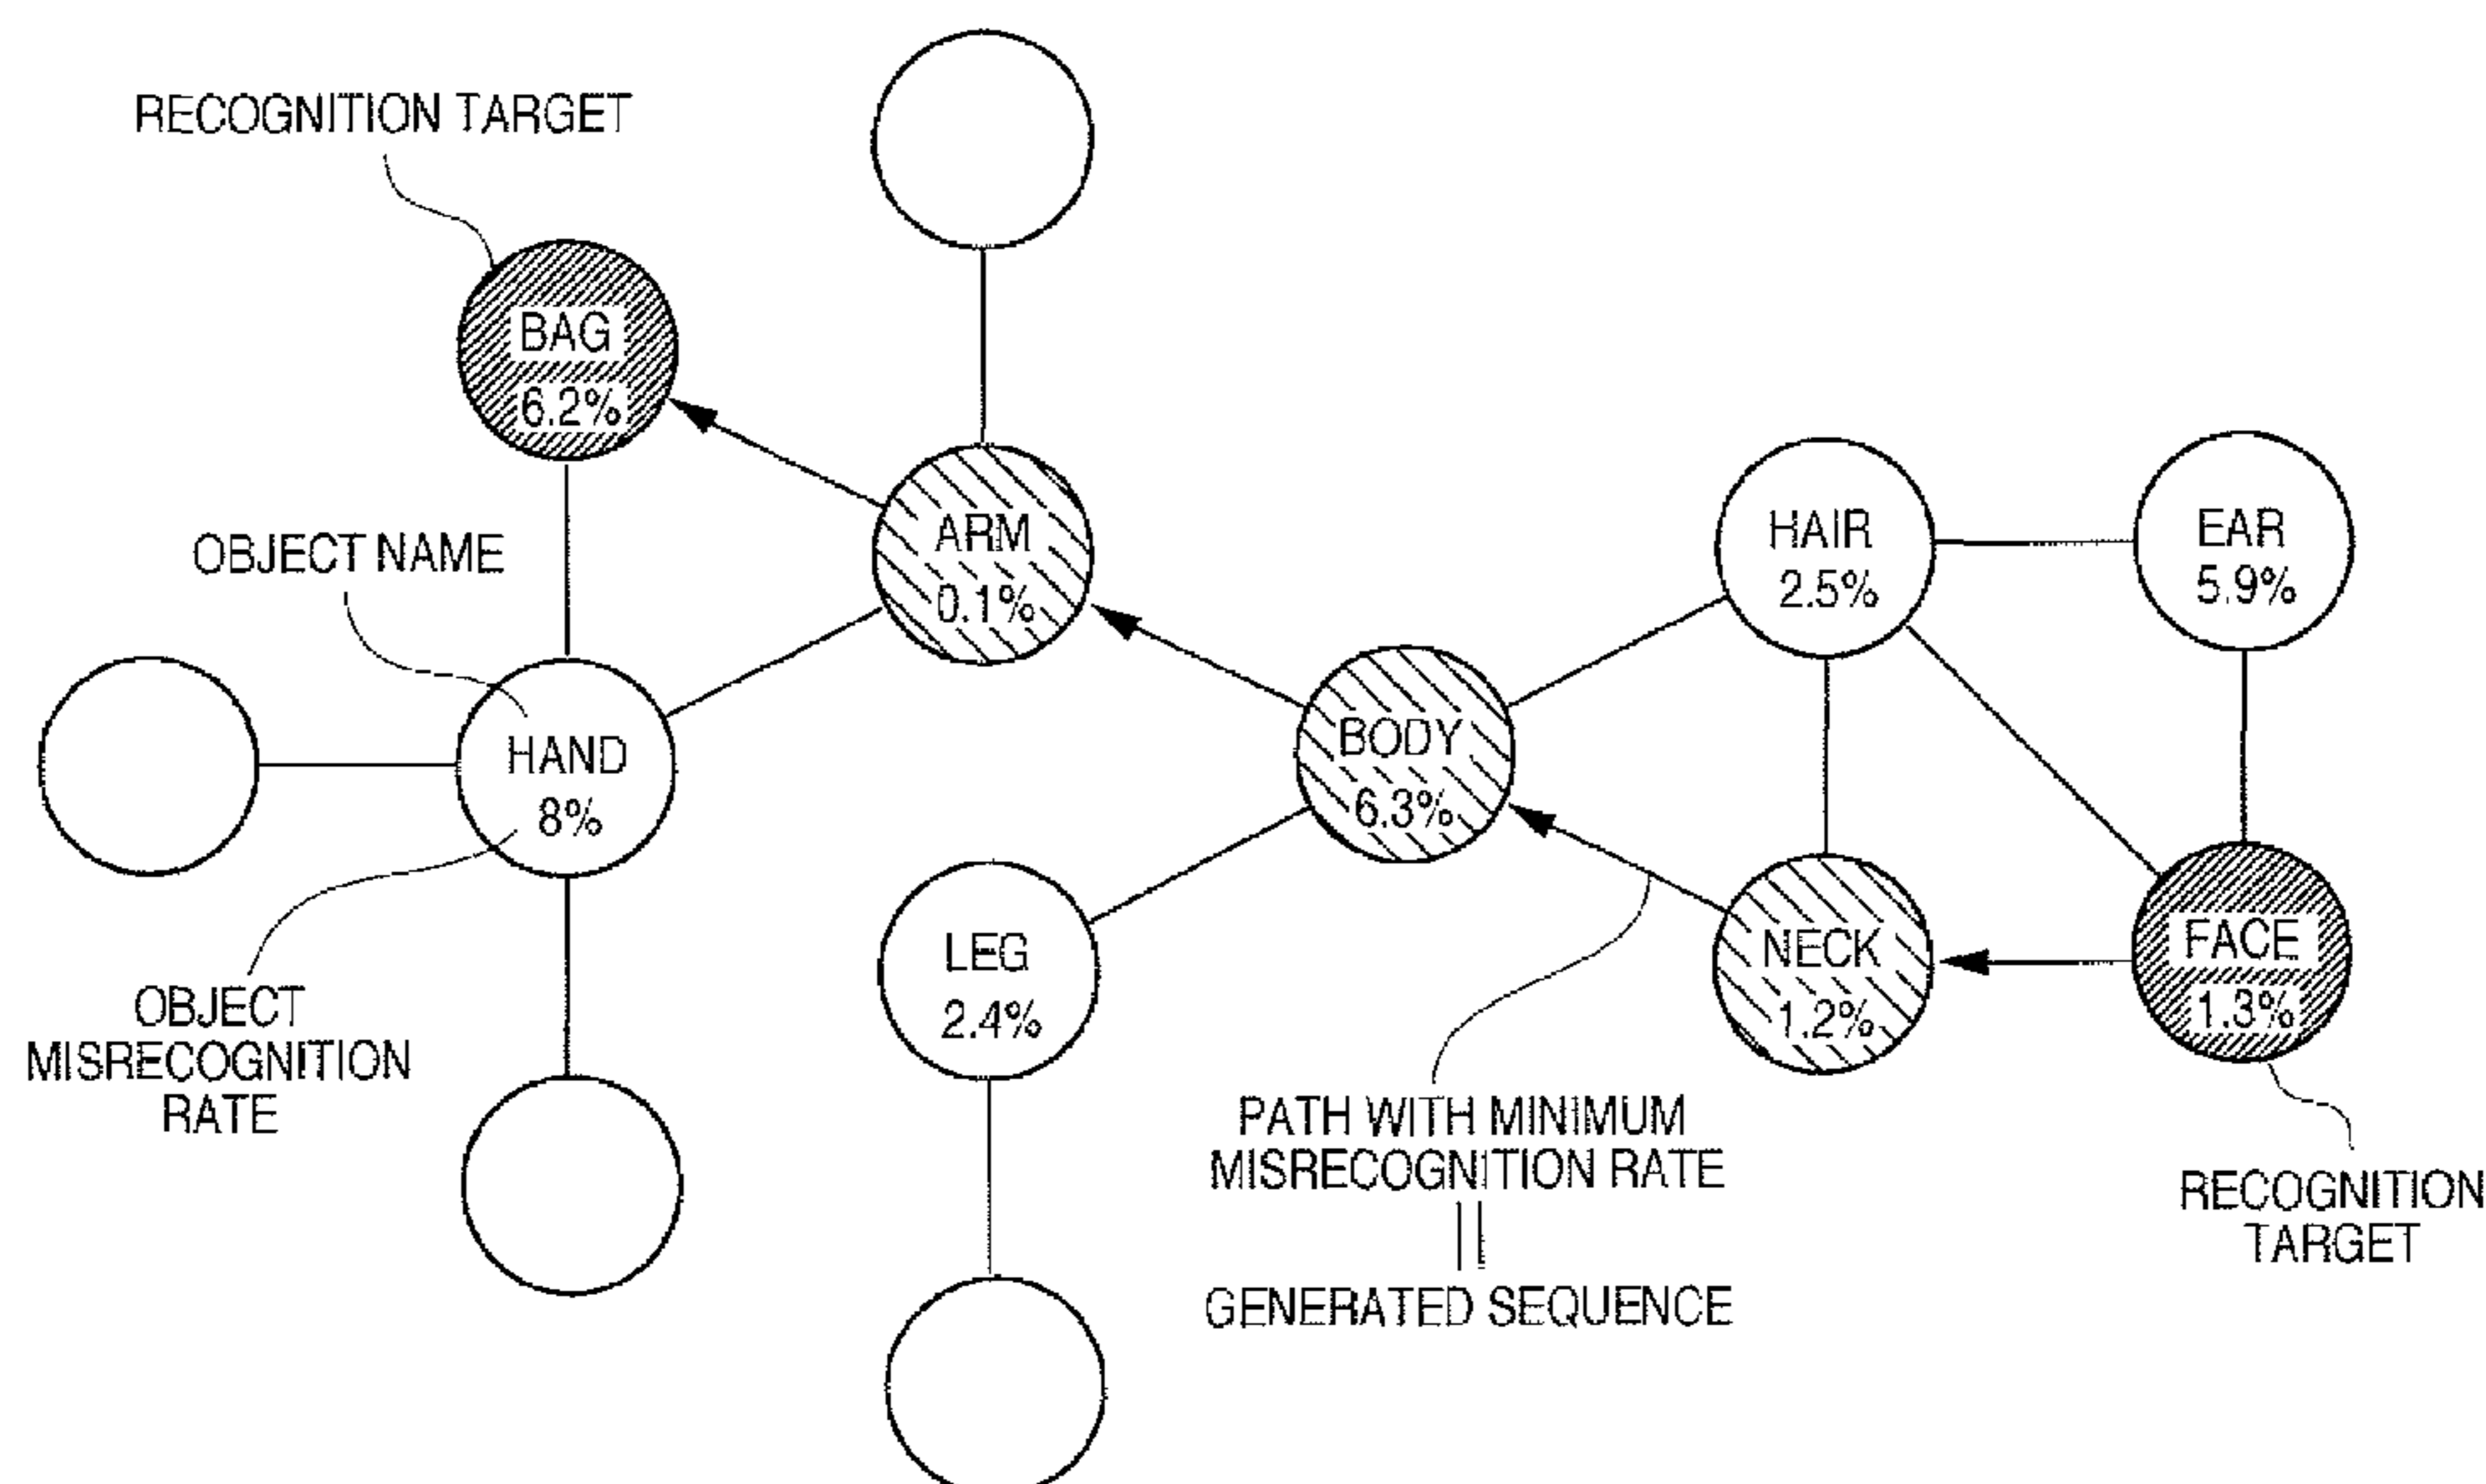 RECOGNITION TARGET
BAG
6.2%
OBJECT NAME
ARM
0.1%
HAIR
2.5%
EAR
5.9%
HAND
8%
BODY
6.3%
LEG
2.4%
NECK
1.2%
FACE
1.3%
OBJECT
MISRECOGNITION
RATE
PATH WITH MINIMUM
MISRECOGNITION RATE
||
GENERATED SEQUENCE
RECOGNITION
TARGET